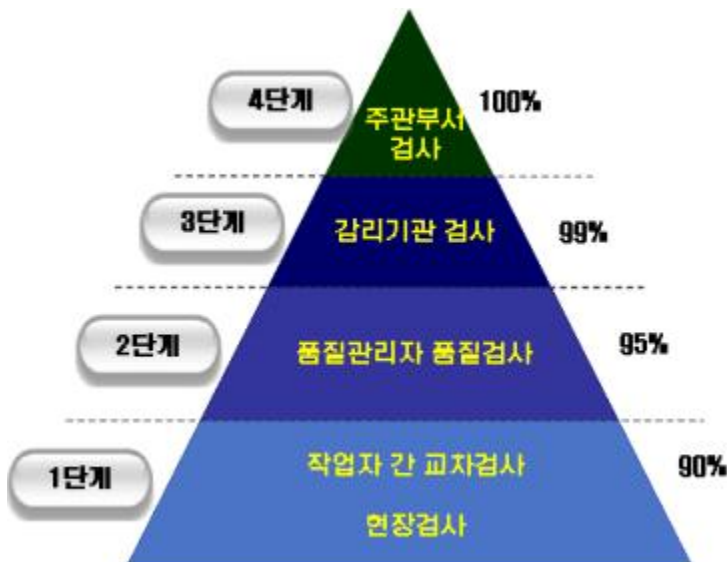 4단계
주관부서
검사
100%
3단계
감리기관 검사
99%
2단계
품질관리자 품질검사
95%
1단계
작업자 간 교차검사
현장검사
90%